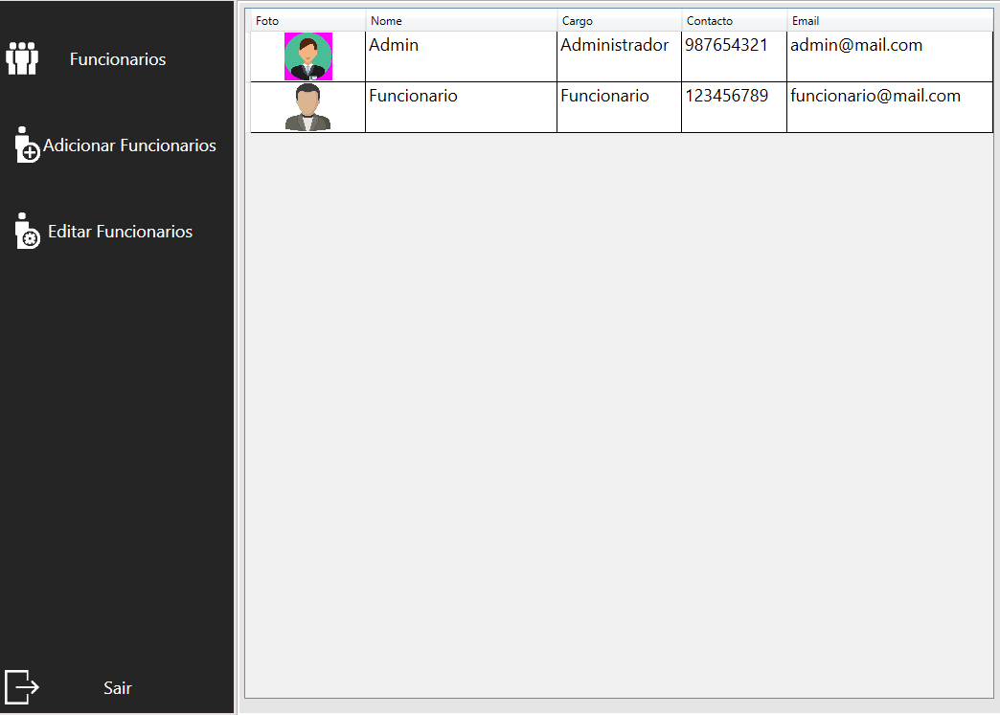 Funcionarios
Adicionar Funcionarios
Editar Funcionarios
Sair
Foto Nome Cargo Contacto Email
Admin Administrador 987654321 admin@mail.com
Funcionario Funcionario 123456789 funcionario@mail.com